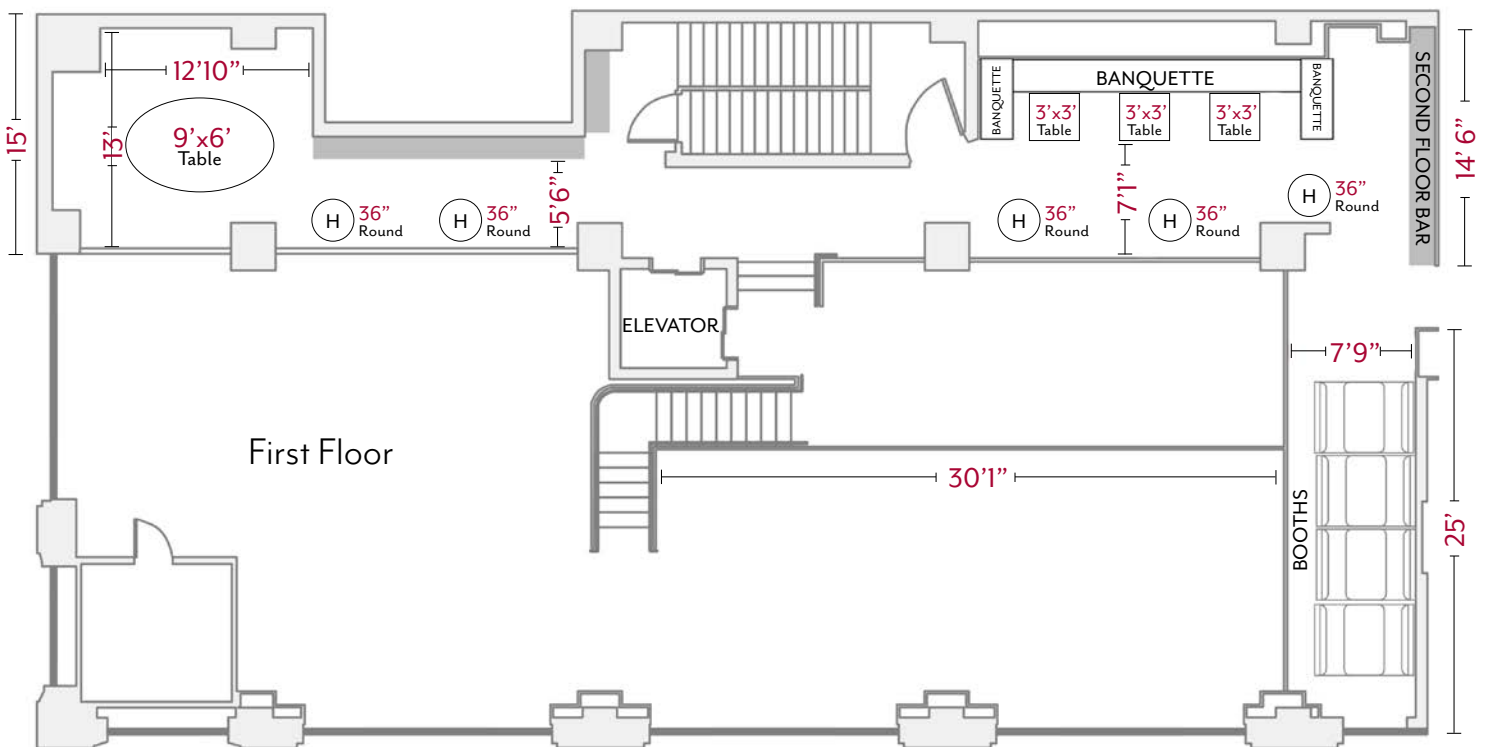 15'
12'10”
13'
9'x6'
Table
H
36”
Round
H
36”
Round
5'6”
BANQUETTE
BANQUETTE
BANQUETTE
3'x3'
Table
3'x3'
Table
3'x3'
Table
7'1”
H
36”
Round
H
36”
Round
H
36”
Round
SECOND FLOOR BAR
14' 6”
ELEVATOR
7'9”
First Floor
30'1”
BOOTHS
25'